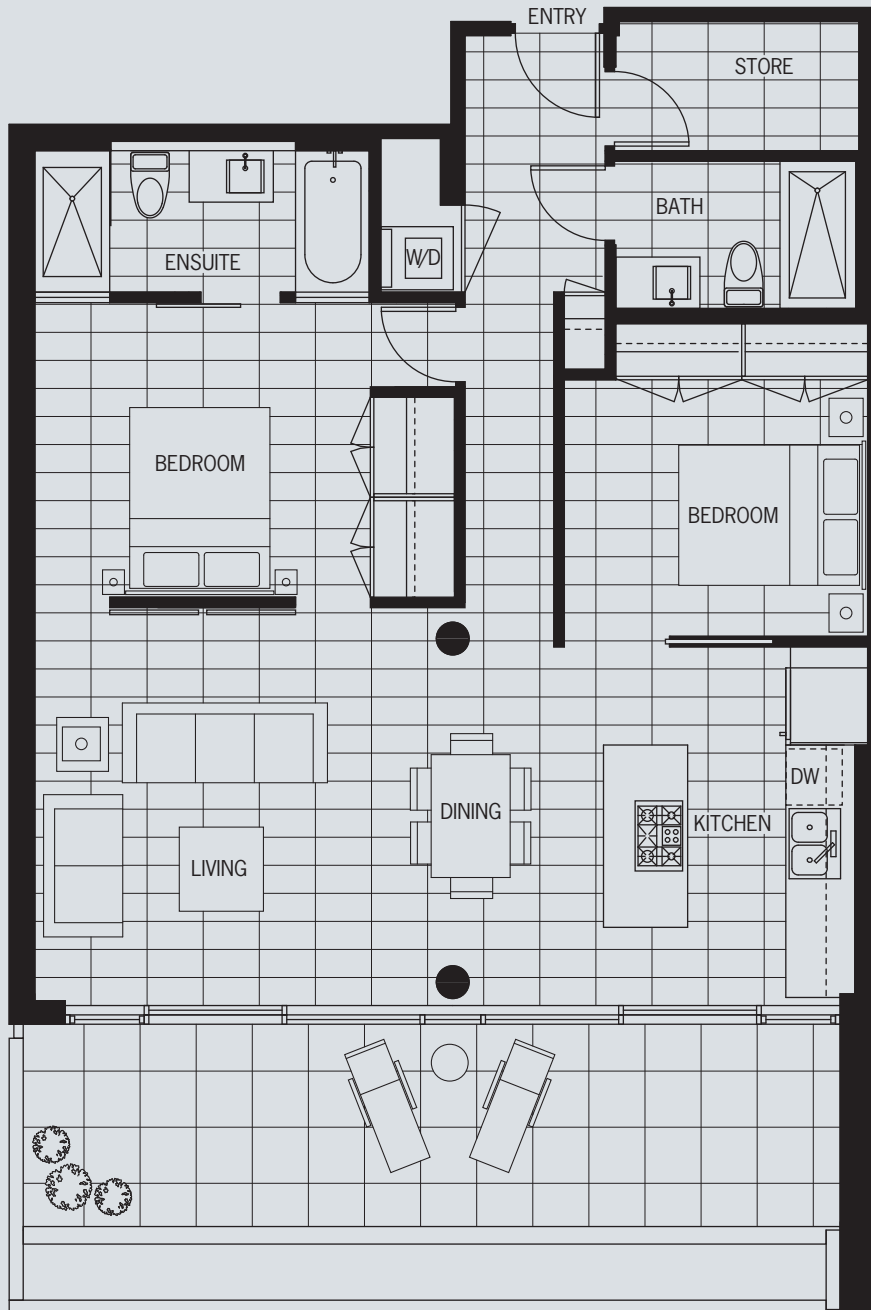 ENTRY
STORE
BATH
ENSUITE
W/D
BEDROOM
BEDROOM
DW
DINING
KITCHEN
LIVING